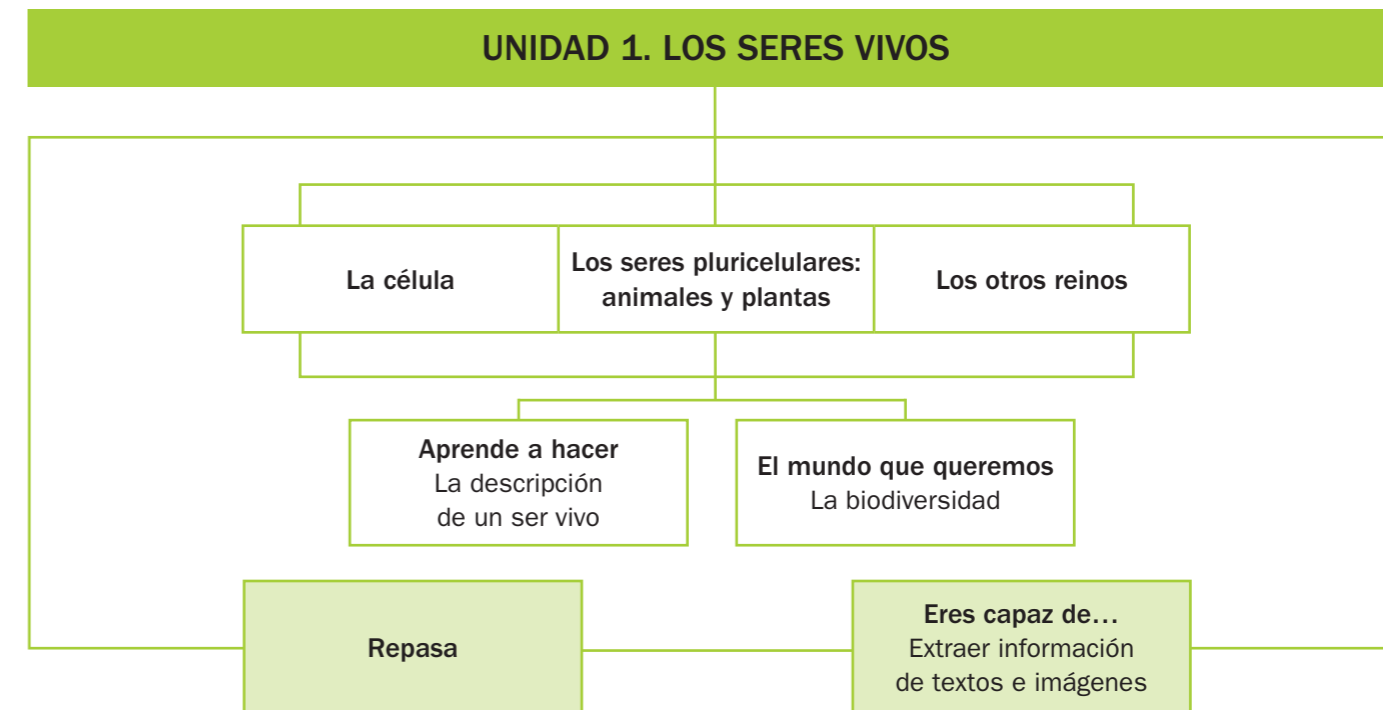 UNIDAD 1. LOS SERES VIVOS
La célula
Los seres pluricelulares:
animales y plantas
Los otros reinos
Aprende a hacer
La descripción
de un ser vivo
El mundo que queremos
La biodiversidad
Repasa
Eres capaz de...
Extraer información
de textos e imágenes